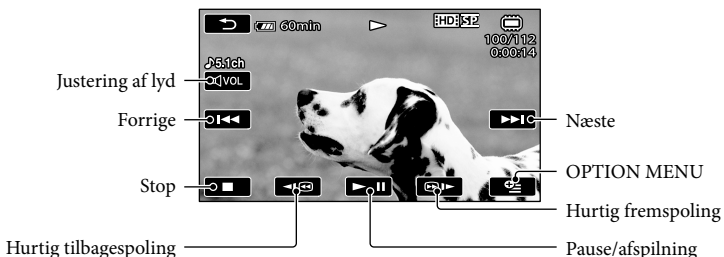 60min
HD SP
100/112
0:00:14
♪5.1ch
Justering af lyd
VOL
Forrige
Næste
Stop
OPTION MENU
Hurtig fremspoling
Hurtig tilbagespoling
Pause/afspilning